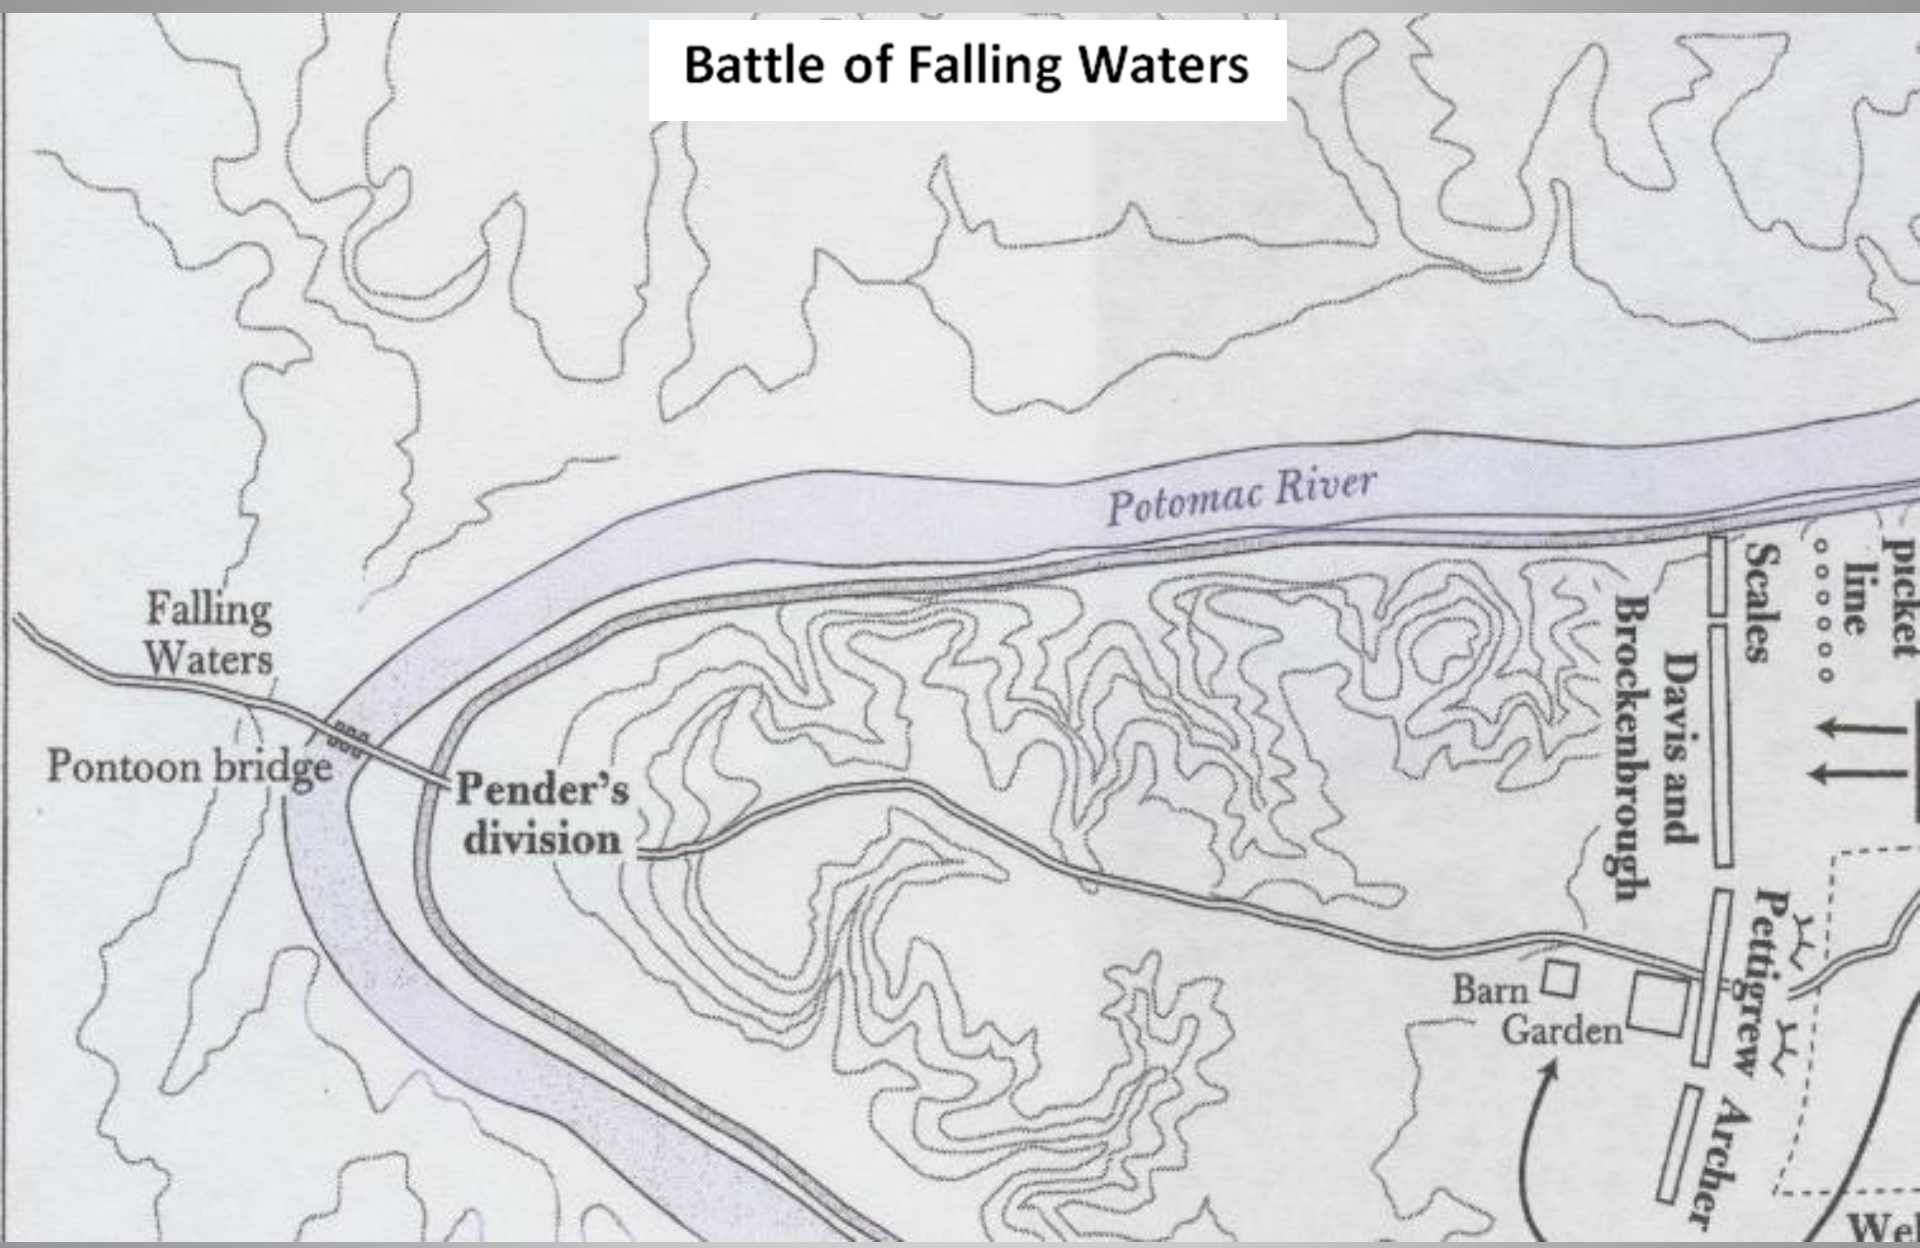 Battle of Falling Waters
Potomac River
Falling
Waters
Pontoon bridge
Pender's
division
Scales
picket
line
Davis and
Brockenbrough
Pettigrew
Barn
Garden
Archer